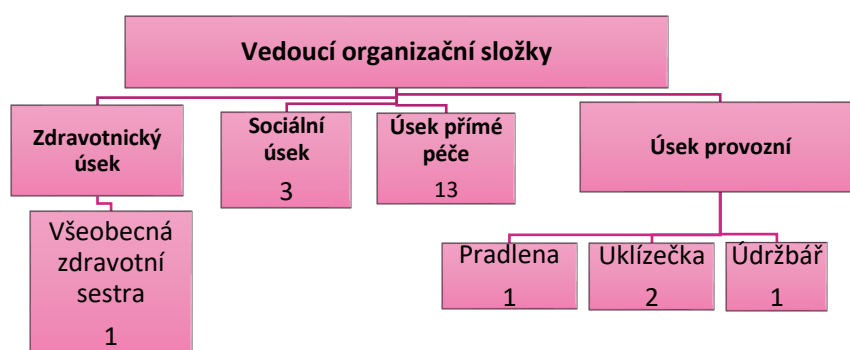 Vedoucí organizační složky
Zdravotnický
úsek
Sociální
úsek
3
Úsek přímé
péče
13
Úsek provozní
Všeobecná
zdravotní
sestra
1
Pradlena
1
Uklízečka
2
Údržbář
1